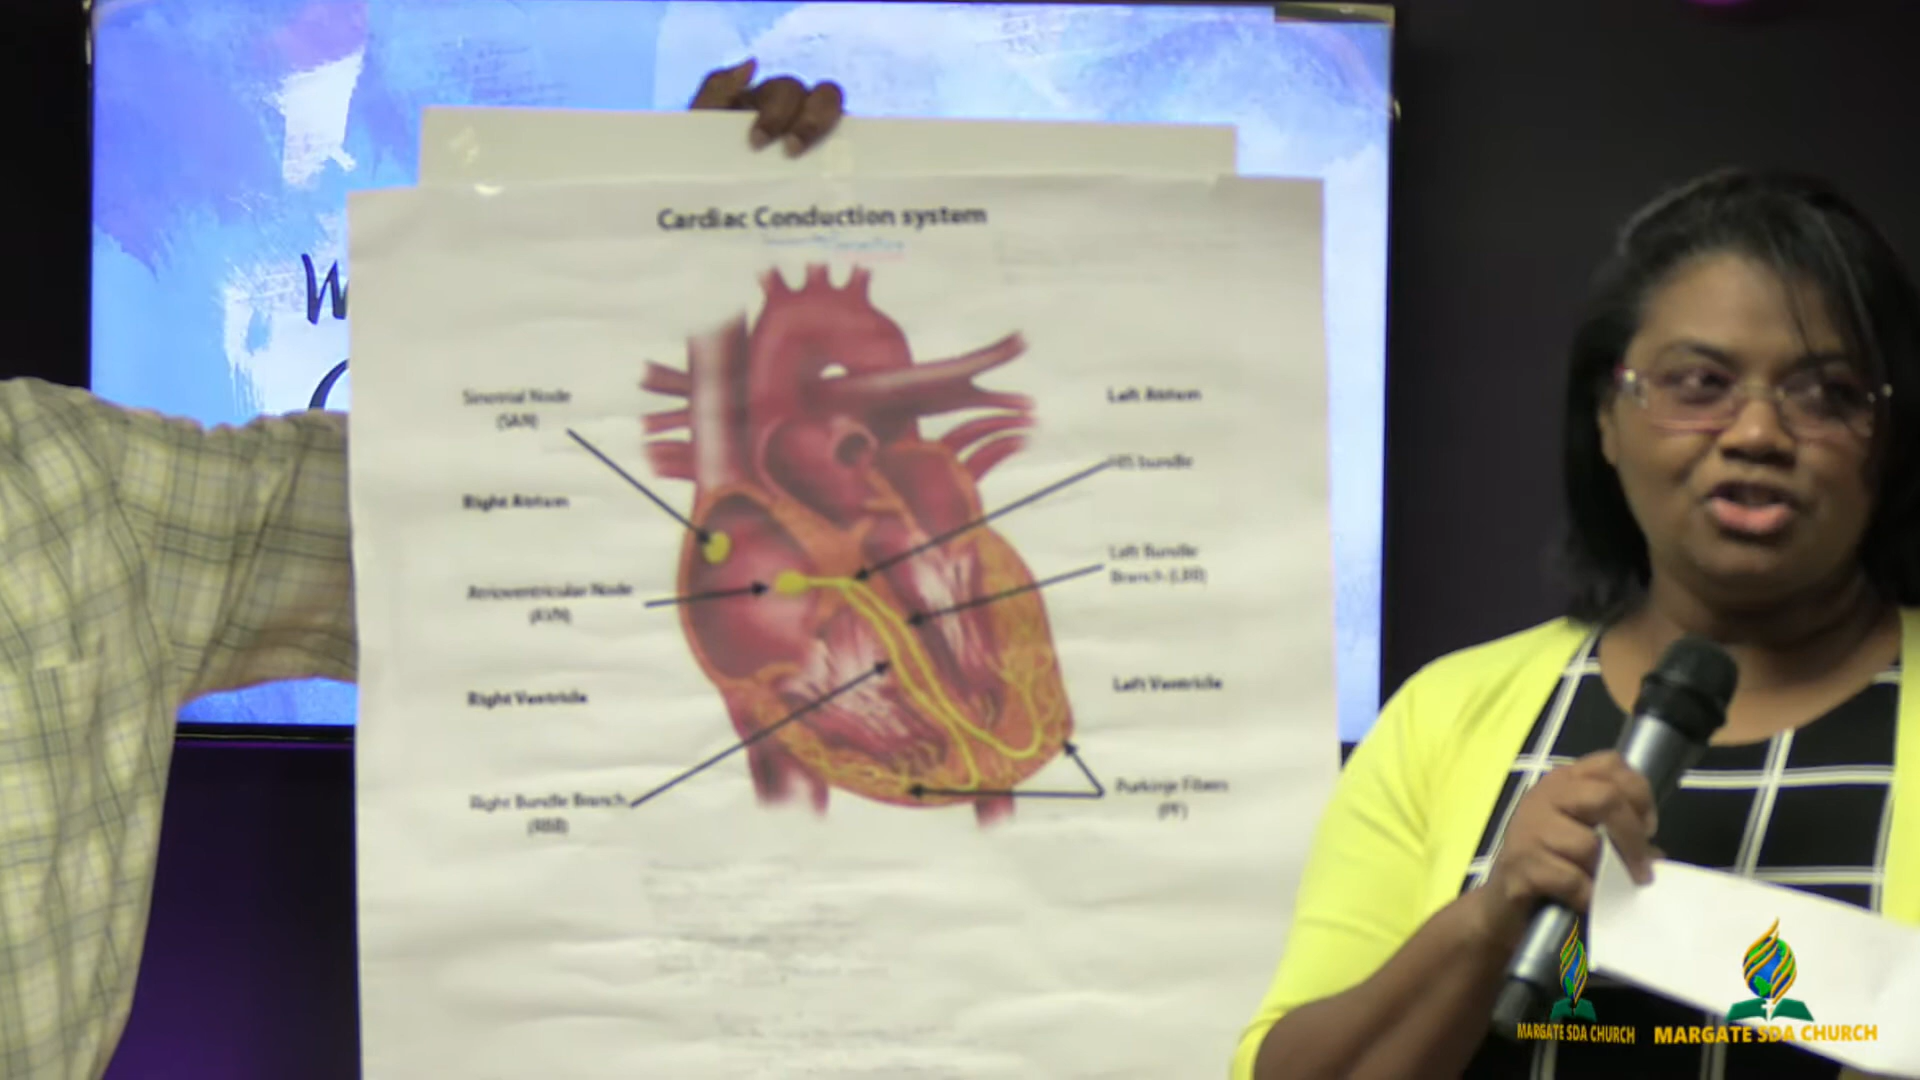 Cardiac Conduction system
Sinotrial Node
(SAN)
Left Atrium
HIS bundle
Right Atrium
Left Bundle
Branch (LBB)
Atrioventricular Node
(AVN)
Left Ventricle
Right Ventricle
Purkinje Fibers
(PF)
Right Bundle Branch
(RBB)
MARGATE SDA CHURCH
MARGATE SDA CHURCH